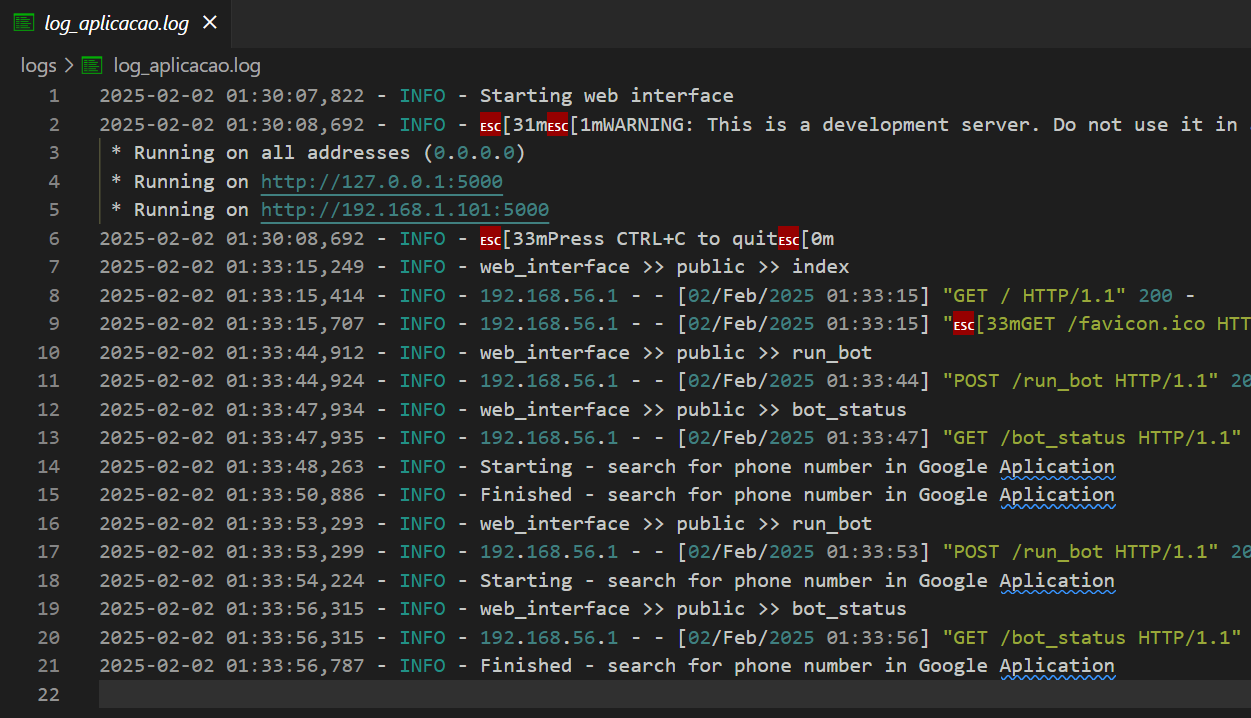 log_aplicacao.log ×
logs > log_aplicacao.log
1 2025-02-02 01:30:07,822 - INFO - Starting web interface
2 2025-02-02 01:30:08,692 - INFO - ESC[31mESC[1mWARNING: This is a development server. Do not use it in
3 * Running on all addresses (0.0.0.0)
4 * Running on http://127.0.0.1:5000
5 * Running on http://192.168.1.101:5000
6 2025-02-02 01:30:08,692 - INFO - ESC[33mPress CTRL+C to quitESC[0m
7 2025-02-02 01:33:15,249 - INFO - web_interface >> public >> index
8 2025-02-02 01:33:15,414 - INFO - 192.168.56.1 - - [02/Feb/2025 01:33:15] "GET / HTTP/1.1" 200 -
9 2025-02-02 01:33:15,707 - INFO - 192.168.56.1 - - [02/Feb/2025 01:33:15] "ESC[33mGET /favicon.ico HTT
10 2025-02-02 01:33:44,912 - INFO - web_interface >> public >> run_bot
11 2025-02-02 01:33:44,924 - INFO - 192.168.56.1 - - [02/Feb/2025 01:33:44] "POST /run_bot HTTP/1.1" 20
12 2025-02-02 01:33:47,934 - INFO - web_interface >> public >> bot_status
13 2025-02-02 01:33:47,935 - INFO - 192.168.56.1 - - [02/Feb/2025 01:33:47] "GET /bot_status HTTP/1.1"
14 2025-02-02 01:33:48,263 - INFO - Starting - search for phone number in Google Aplication
15 2025-02-02 01:33:50,886 - INFO - Finished - search for phone number in Google Aplication
16 2025-02-02 01:33:53,293 - INFO - web_interface >> public >> run_bot
17 2025-02-02 01:33:53,299 - INFO - 192.168.56.1 - - [02/Feb/2025 01:33:53] "POST /run_bot HTTP/1.1" 20
18 2025-02-02 01:33:54,224 - INFO - Starting - search for phone number in Google Aplication
19 2025-02-02 01:33:56,315 - INFO - web_interface >> public >> bot_status
20 2025-02-02 01:33:56,315 - INFO - 192.168.56.1 - - [02/Feb/2025 01:33:56] "GET /bot_status HTTP/1.1"
21 2025-02-02 01:33:56,787 - INFO - Finished - search for phone number in Google Aplication
22